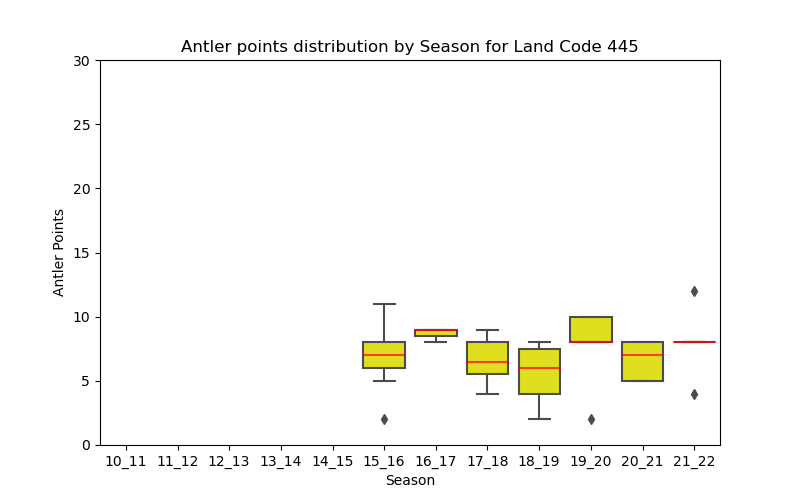 Antler points distribution by Season for Land Code 445
Antler Points
30
25
20
15
10
5
0
10_11 11_12 12_13 13_14 14_15 15_16 16_17 17_18 18_19 19_20 20_21 21_22
Season